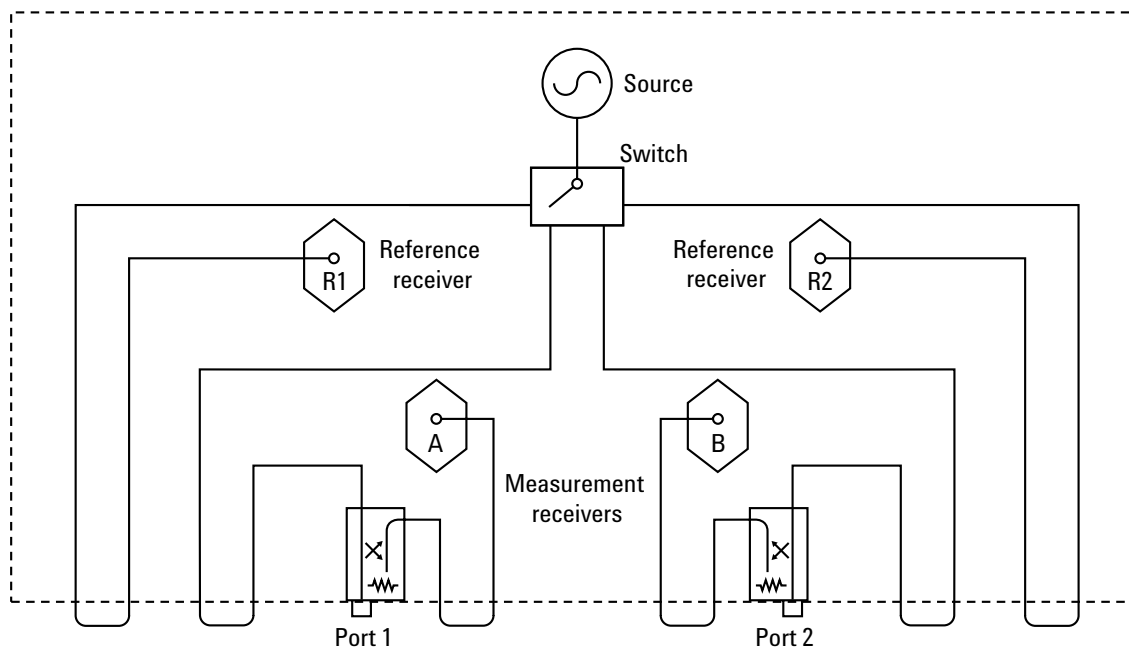 Source
Switch
Reference
receiver
R1
Reference
receiver
R2
A
B
Measurement
receivers
Port 1
Port 2